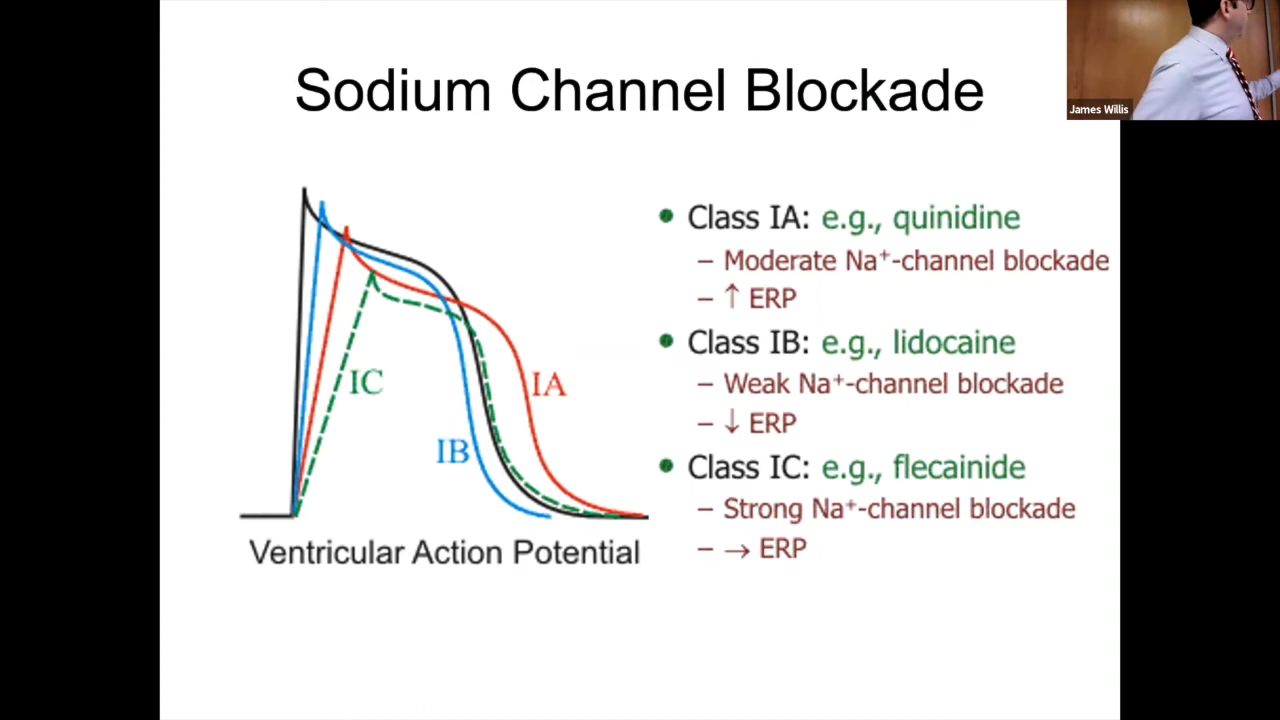 Sodium Channel Blockade
James Willis
IC
IB
IA
Ventricular Action Potential
• Class IA: e.g., quinidine
– Moderate Na⁺-channel blockade
– ↑ ERP
• Class IB: e.g., lidocaine
– Weak Na⁺-channel blockade
– ↓ ERP
• Class IC: e.g., flecainide
– Strong Na⁺-channel blockade
– → ERP